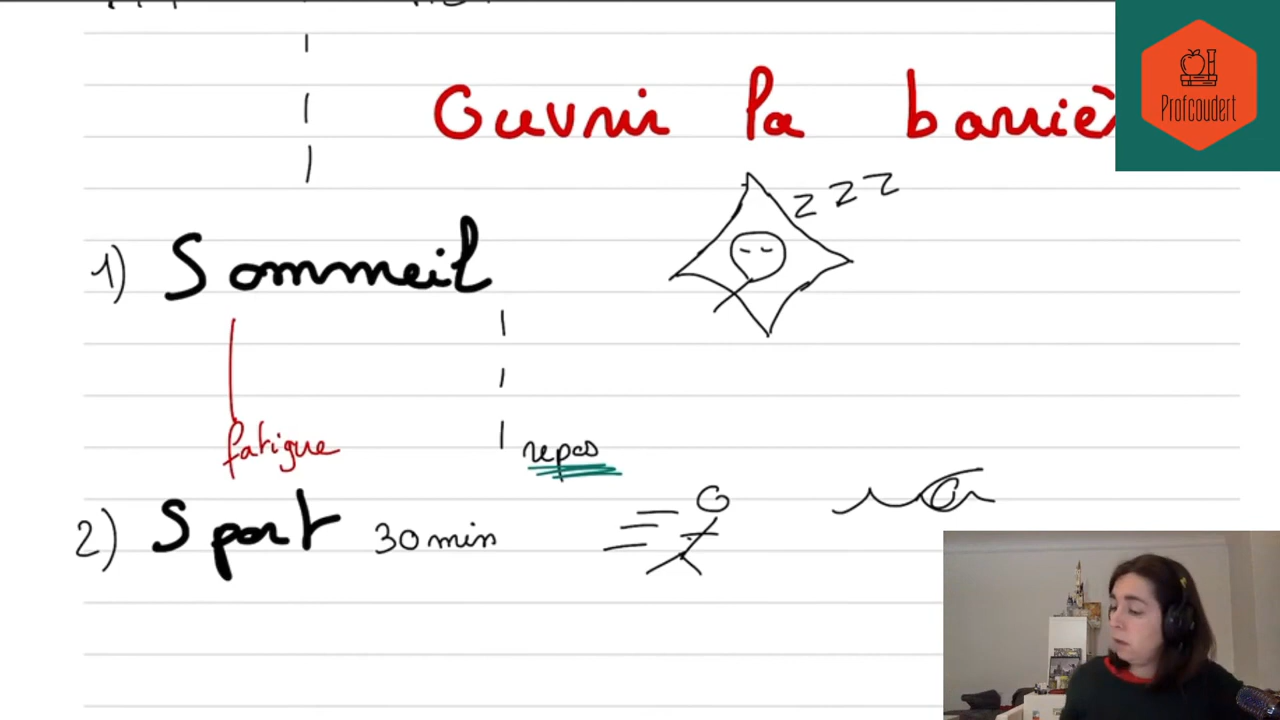 Ouvrir la barriè
Profcoudert
z z z
1) Sommeil
fatigue
repos
2) Sport 30 min